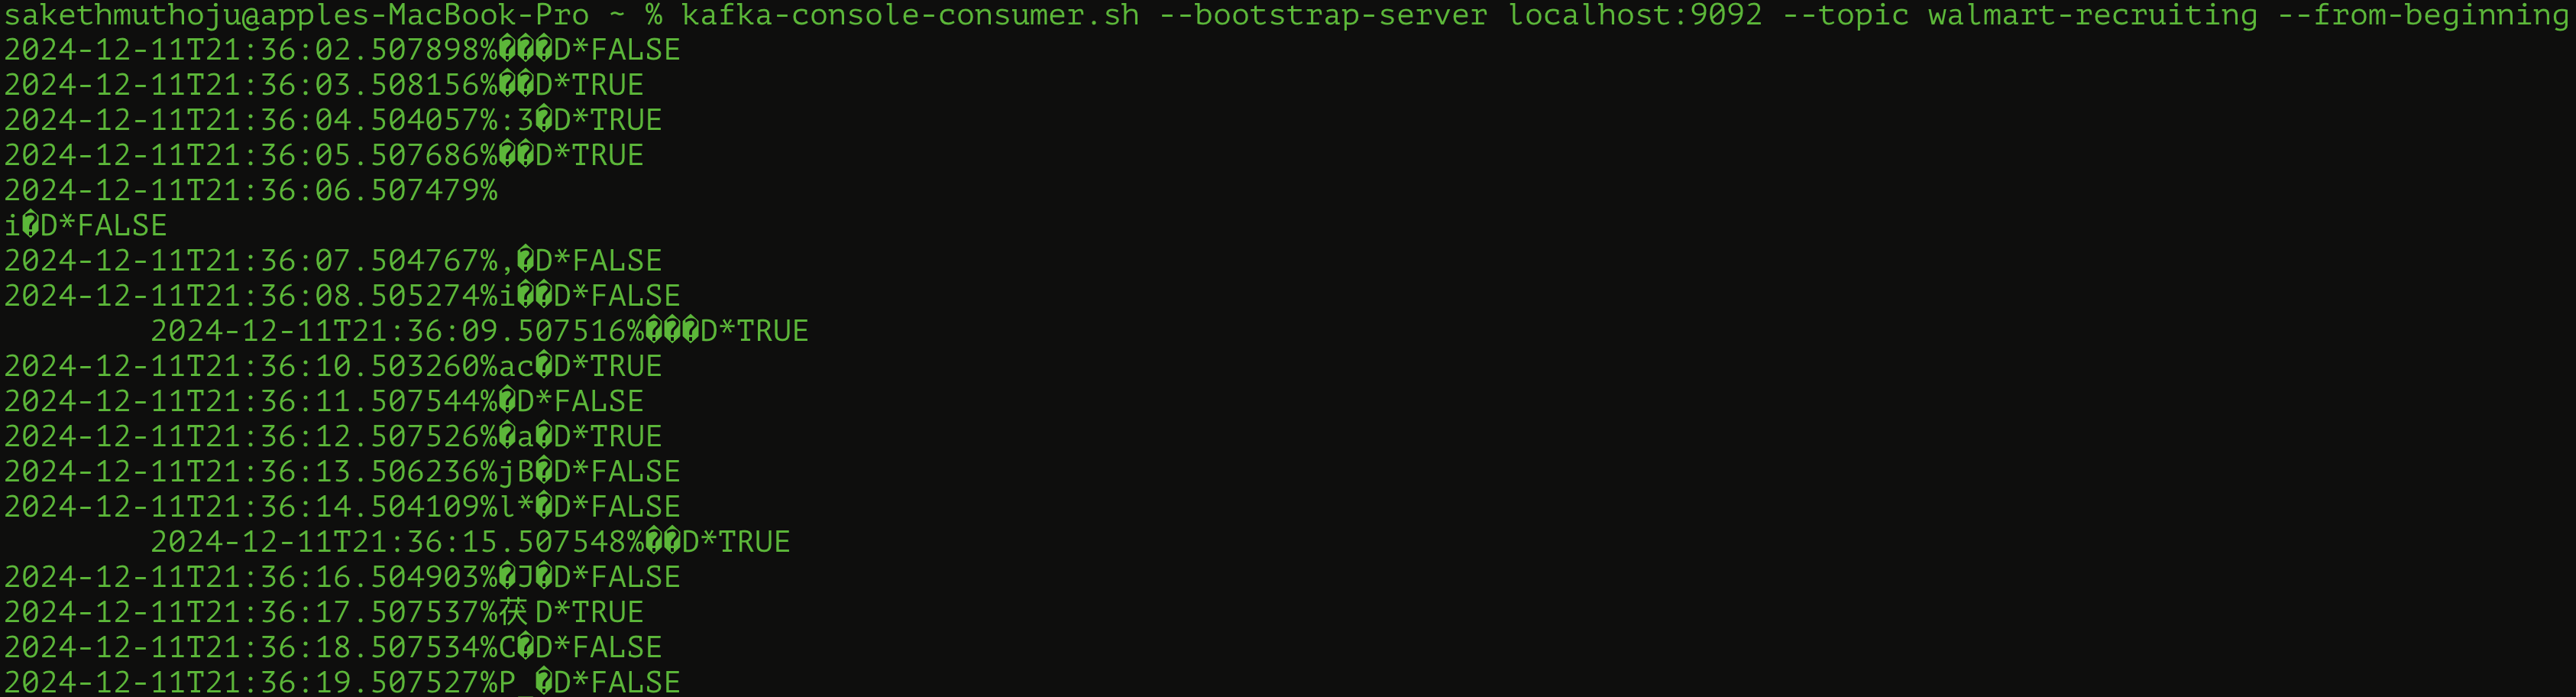 sakethmuthoju@apples-MacBook-Pro ~ % kafka-console-consumer.sh --bootstrap-server localhost:9092 --topic walmart-recruiting --from-beginning
2024-12-11T21:36:02.507898%���D*FALSE
2024-12-11T21:36:03.508156%��D*TRUE
2024-12-11T21:36:04.504057%:3�D*TRUE
2024-12-11T21:36:05.507686%��D*TRUE
2024-12-11T21:36:06.507479%
i�D*FALSE
2024-12-11T21:36:07.504767%,�D*FALSE
2024-12-11T21:36:08.505274%i��D*FALSE
2024-12-11T21:36:09.507516%���D*TRUE
2024-12-11T21:36:10.503260%ac�D*TRUE
2024-12-11T21:36:11.507544%�D*FALSE
2024-12-11T21:36:12.507526%�a�D*TRUE
2024-12-11T21:36:13.506236%jB�D*FALSE
2024-12-11T21:36:14.504109%l*�D*FALSE
2024-12-11T21:36:15.507548%��D*TRUE
2024-12-11T21:36:16.504903%�J�D*FALSE
2024-12-11T21:36:17.507537%茯D*TRUE
2024-12-11T21:36:18.507534%C�D*FALSE
2024-12-11T21:36:19.507527%P_�D*FALSE